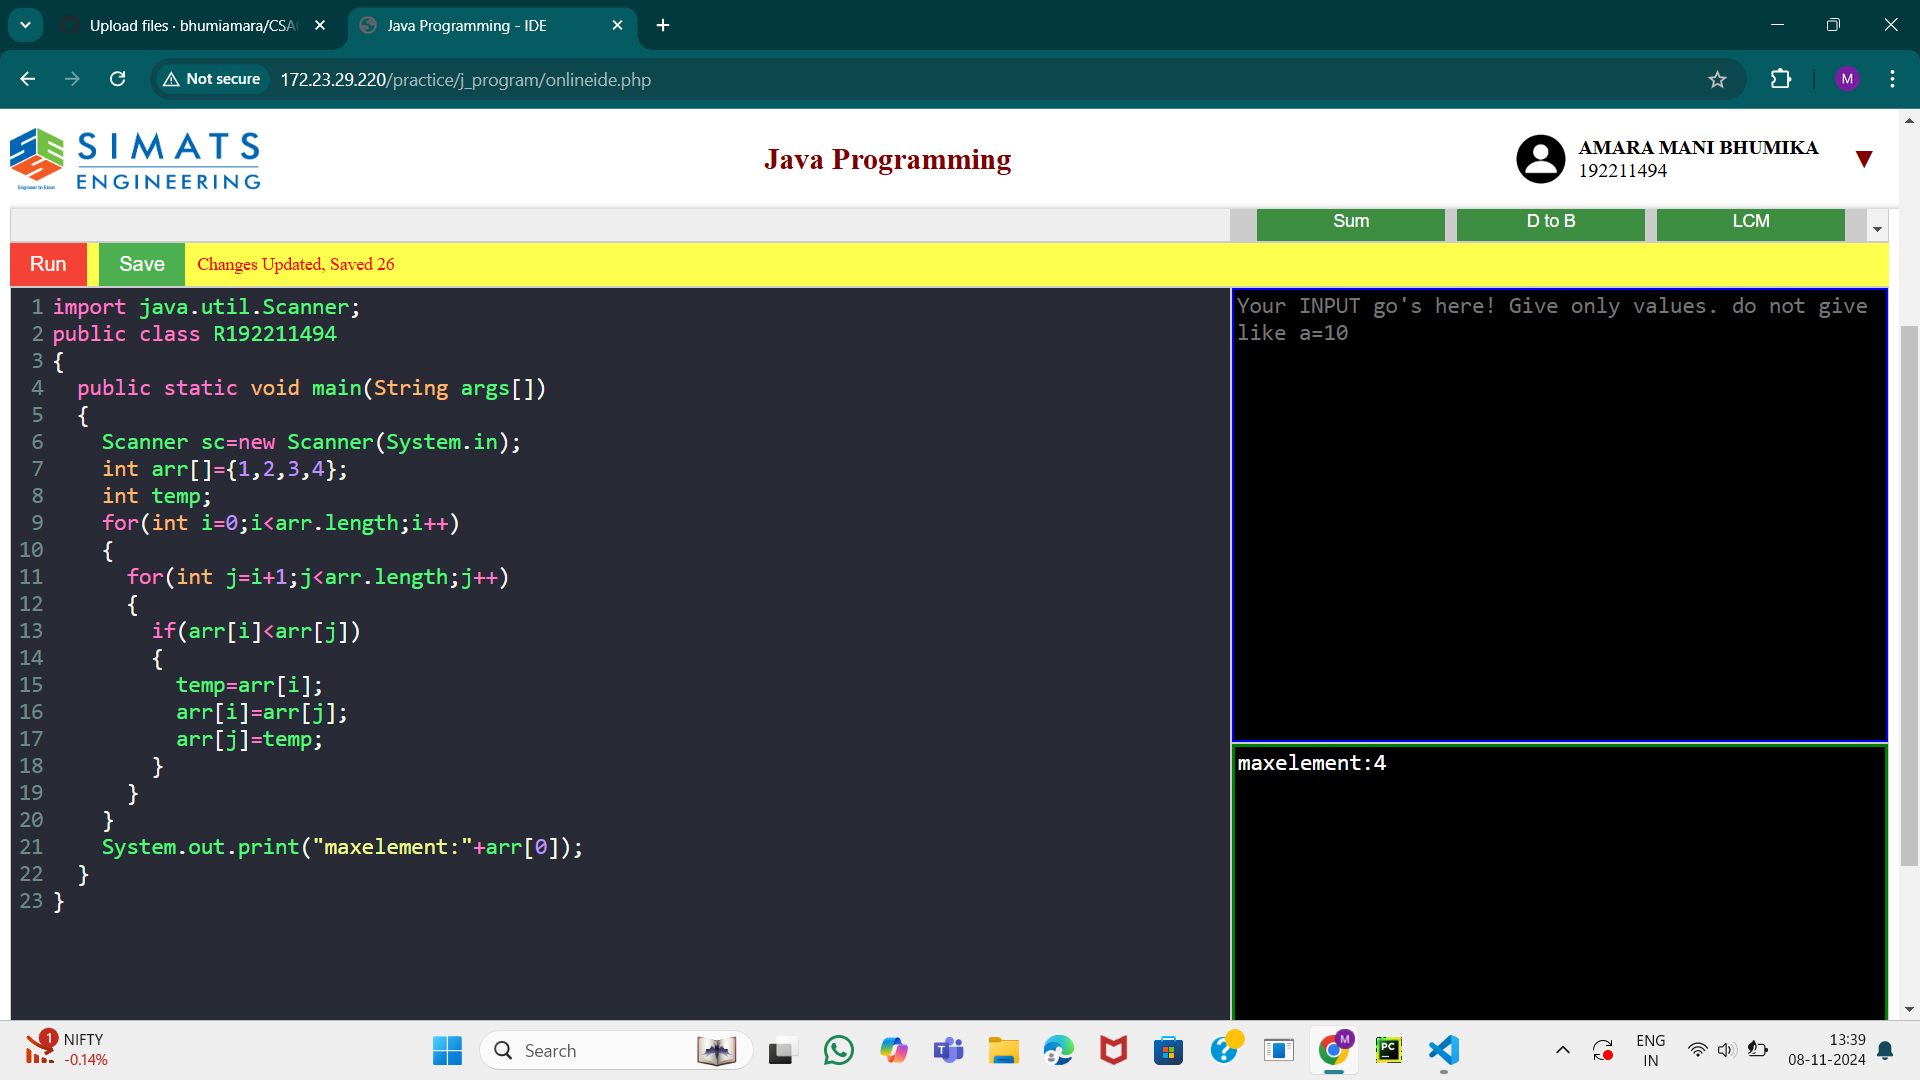 Upload files · bhumiamara/CSA
Java Programming - IDE
Not secure
172.23.29.220/practice/j_program/onlineide.php
M
SIMATS
ENGINEERING
Engineer to Excel
Java Programming
AMARA MANI BHUMIKA
192211494
Sum
D to B
LCM
Run
Save
Changes Updated, Saved 26
1 import java.util.Scanner;
2 public class R192211494
3 {
4   public static void main(String args[])
5   {
6     Scanner sc=new Scanner(System.in);
7     int arr[]={1,2,3,4};
8     int temp;
9     for(int i=0;i<arr.length;i++)
10     {
11       for(int j=i+1;j<arr.length;j++)
12       {
13         if(arr[i]<arr[j])
14         {
15           temp=arr[i];
16           arr[i]=arr[j];
17           arr[j]=temp;
18         }
19       }
20     }
21     System.out.print("maxelement:"+arr[0]);
22   }
23 }
Your INPUT go's here! Give only values. do not give
like a=10
maxelement:4
1
NIFTY
-0.14%
Search
M
PC
ENG
IN
13:39
08-11-2024